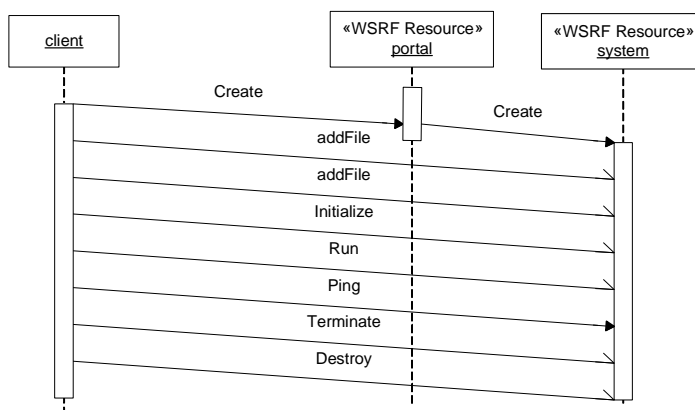 client
«WSRF Resource»
portal
«WSRF Resource»
system
Create
Create
addFile
addFile
Initialize
Run
Ping
Terminate
Destroy